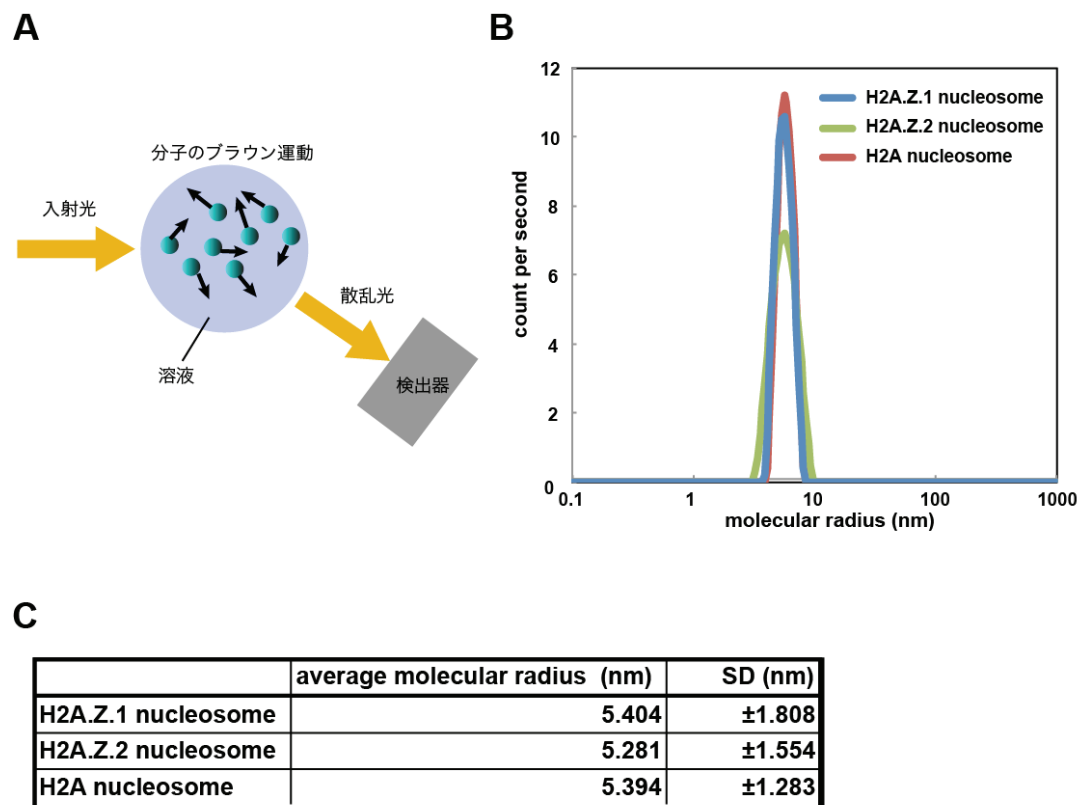 A
分子のブラウン運動
入射光
散乱光
溶液
検出器
B
12
10
8
6
4
2
0
count per second
H2A.Z.1 nucleosome
H2A.Z.2 nucleosome
H2A nucleosome
0.1 1 10 100 1000
molecular radius (nm)
C
average molecular radius (nm) SD (nm)
H2A.Z.1 nucleosome 5.404 ±1.808
H2A.Z.2 nucleosome 5.281 ±1.554
H2A nucleosome 5.394 ±1.283